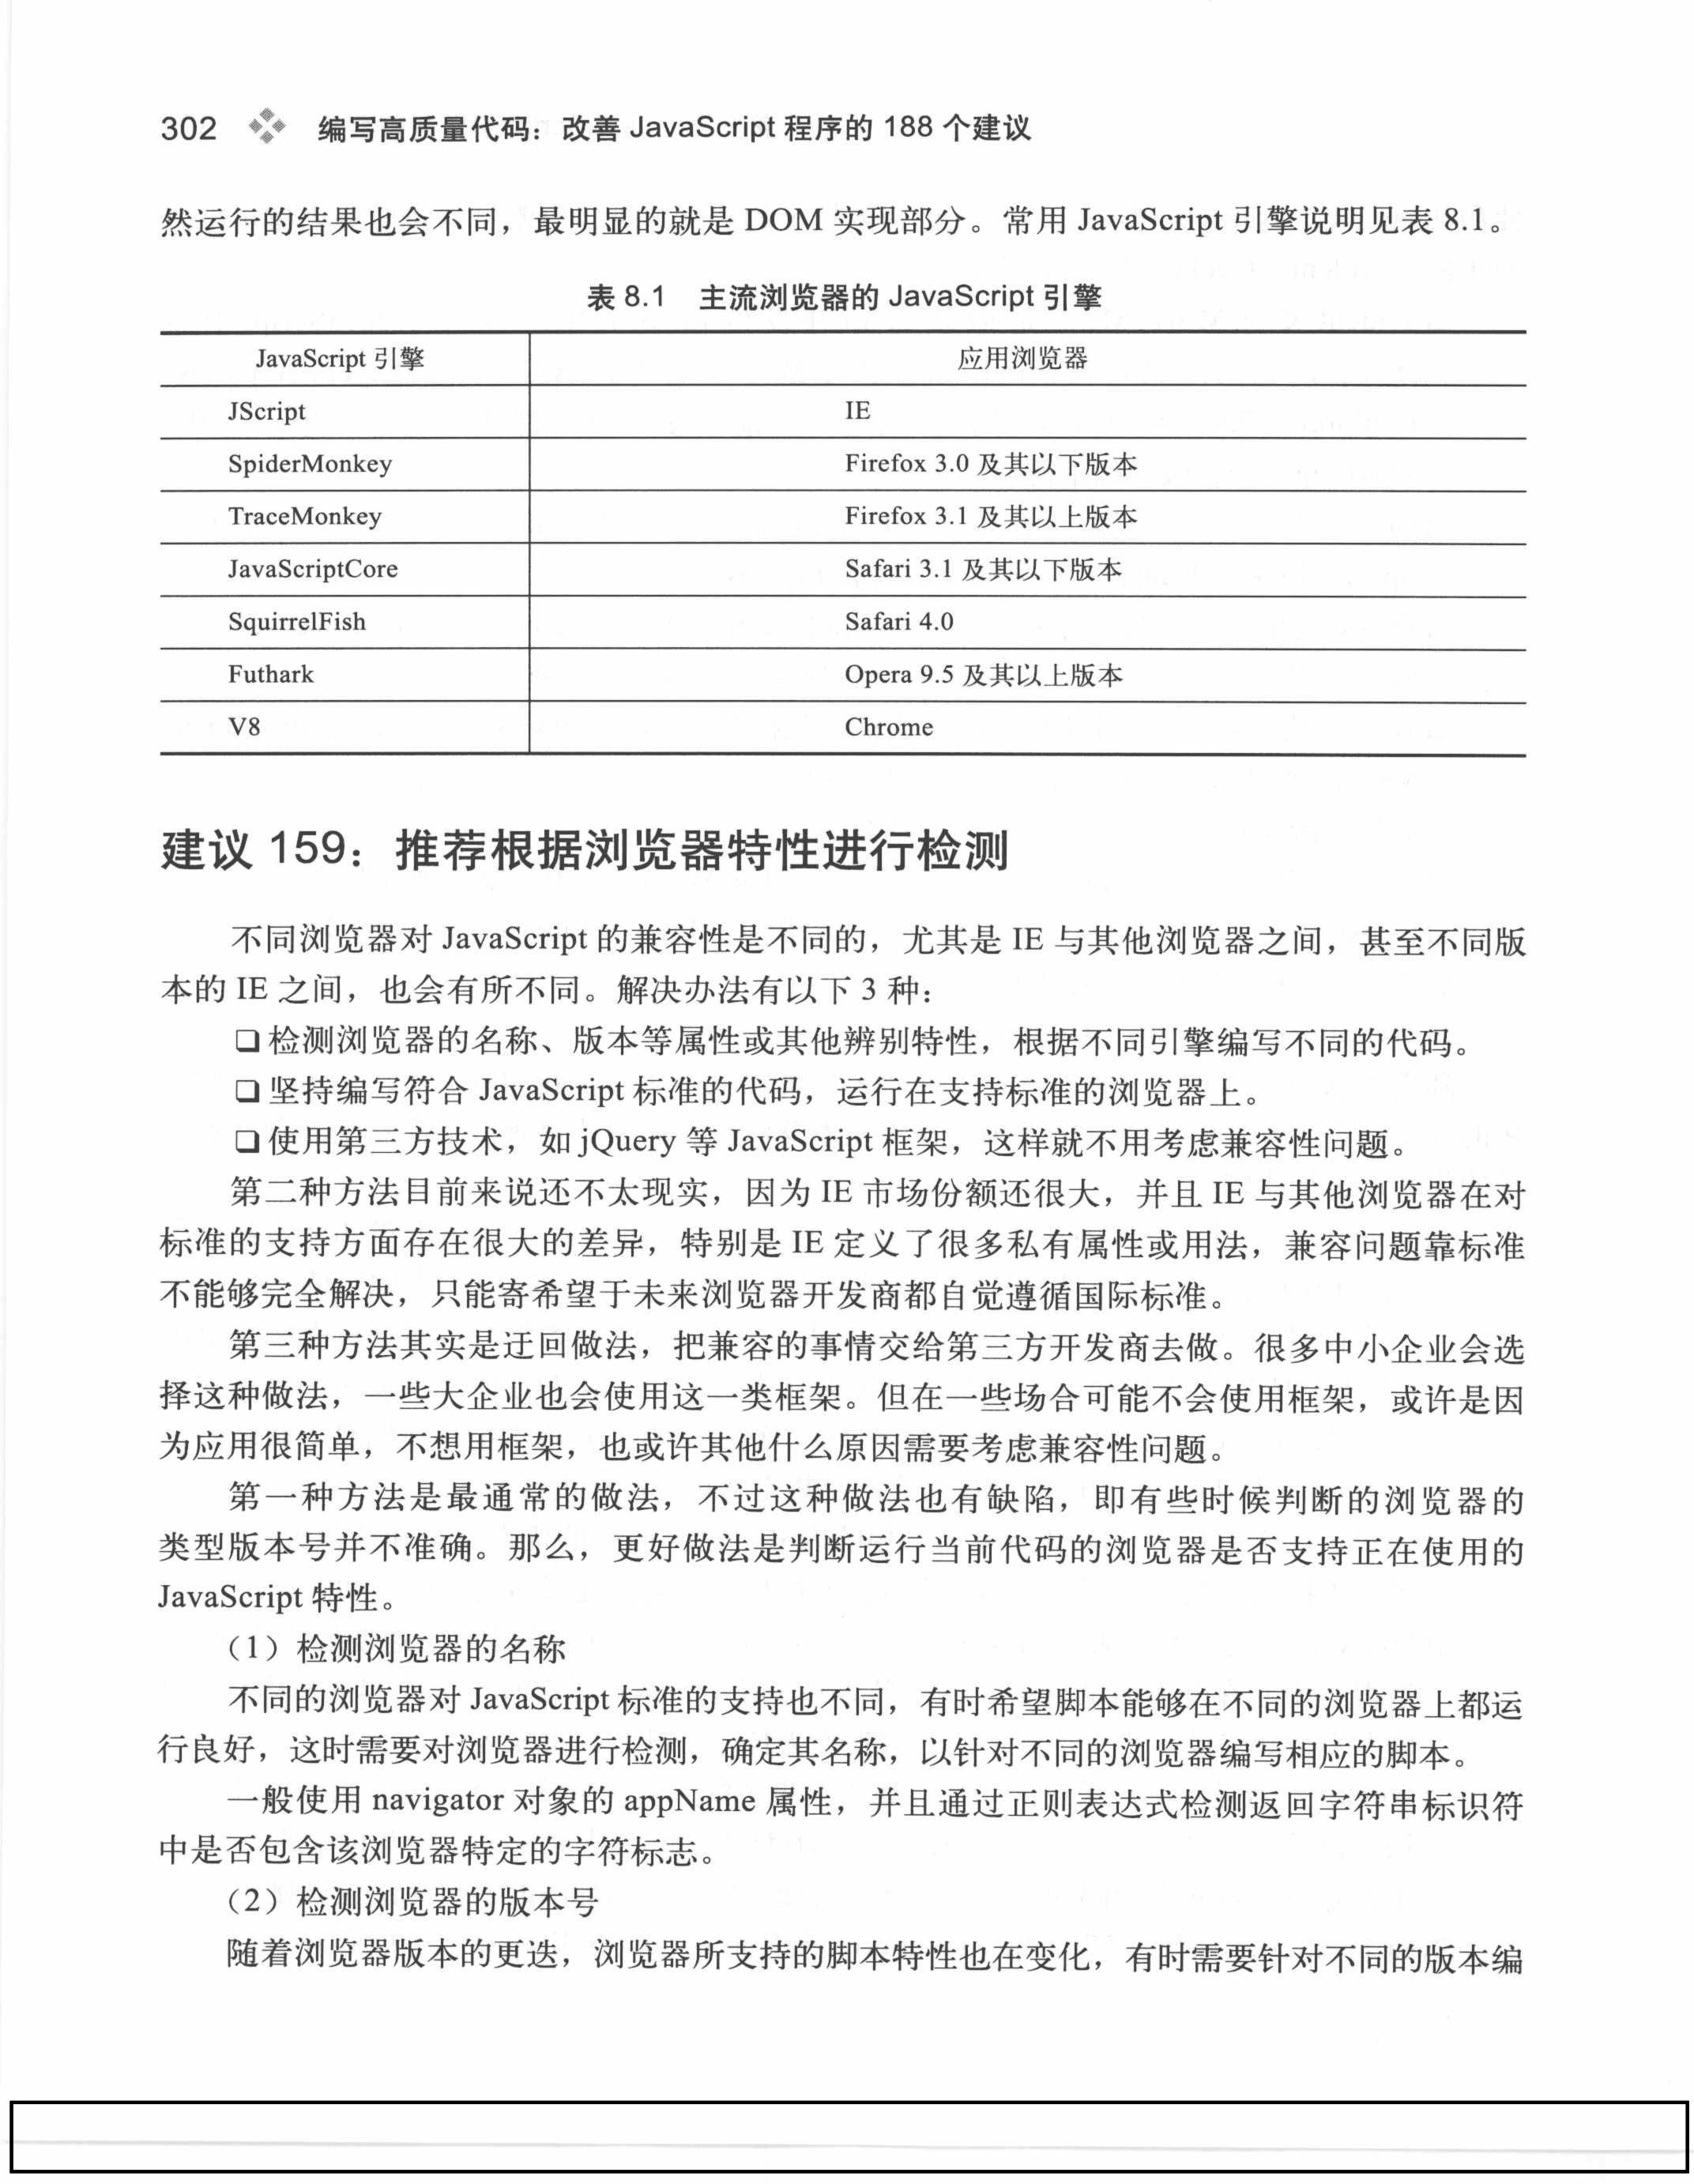 302 编写高质量代码：改善 JavaScript 程序的 188 个建议
然运行的结果也会不同，最明显的就是 DOM 实现部分。常用 JavaScript 引擎说明见表 8.1。
表 8.1 主流浏览器的 JavaScript 引擎
JavaScript 引擎 应用浏览器
JScript IE
SpiderMonkey Firefox 3.0 及其以下版本
TraceMonkey Firefox 3.1 及其以上版本
JavaScriptCore Safari 3.1 及其以下版本
SquirrelFish Safari 4.0
Futhark Opera 9.5 及其以上版本
V8 Chrome
建议 159：推荐根据浏览器特性进行检测
不同浏览器对 JavaScript 的兼容性是不同的，尤其是 IE 与其他浏览器之间，甚至不同版
本的 IE 之间，也会有所不同。解决办法有以下 3 种：
❑ 检测浏览器的名称、版本等属性或其他辨别特性，根据不同引擎编写不同的代码。
❑ 坚持编写符合 JavaScript 标准的代码，运行在支持标准的浏览器上。
❑ 使用第三方技术，如 jQuery 等 JavaScript 框架，这样就不用考虑兼容性问题。
第二种方法目前来说还不太现实，因为 IE 市场份额还很大，并且 IE 与其他浏览器在对
标准的支持方面存在很大的差异，特别是 IE 定义了很多私有属性或用法，兼容问题靠标准
不能够完全解决，只能寄希望于未来浏览器开发商都自觉遵循国际标准。
第三种方法其实是迂回做法，把兼容的事情交给第三方开发商去做。很多中小企业会选
择这种做法，一些大企业也会使用这一类框架。但在一些场合可能不会使用框架，或许是因
为应用很简单，不想用框架，也或许其他什么原因需要考虑兼容性问题。
第一种方法是最通常的做法，不过这种做法也有缺陷，即有些时候判断的浏览器的
类型版本号并不准确。那么，更好做法是判断运行当前代码的浏览器是否支持正在使用的
JavaScript 特性。
（1）检测浏览器的名称
不同的浏览器对 JavaScript 标准的支持也不同，有时希望脚本能够在不同的浏览器上都运
行良好，这时需要对浏览器进行检测，确定其名称，以针对不同的浏览器编写相应的脚本。
一般使用 navigator 对象的 appName 属性，并且通过正则表达式检测返回字符串标识符
中是否包含该浏览器特定的字符标志。
（2）检测浏览器的版本号
随着浏览器版本的更迭，浏览器所支持的脚本特性也在变化，有时需要针对不同的版本编